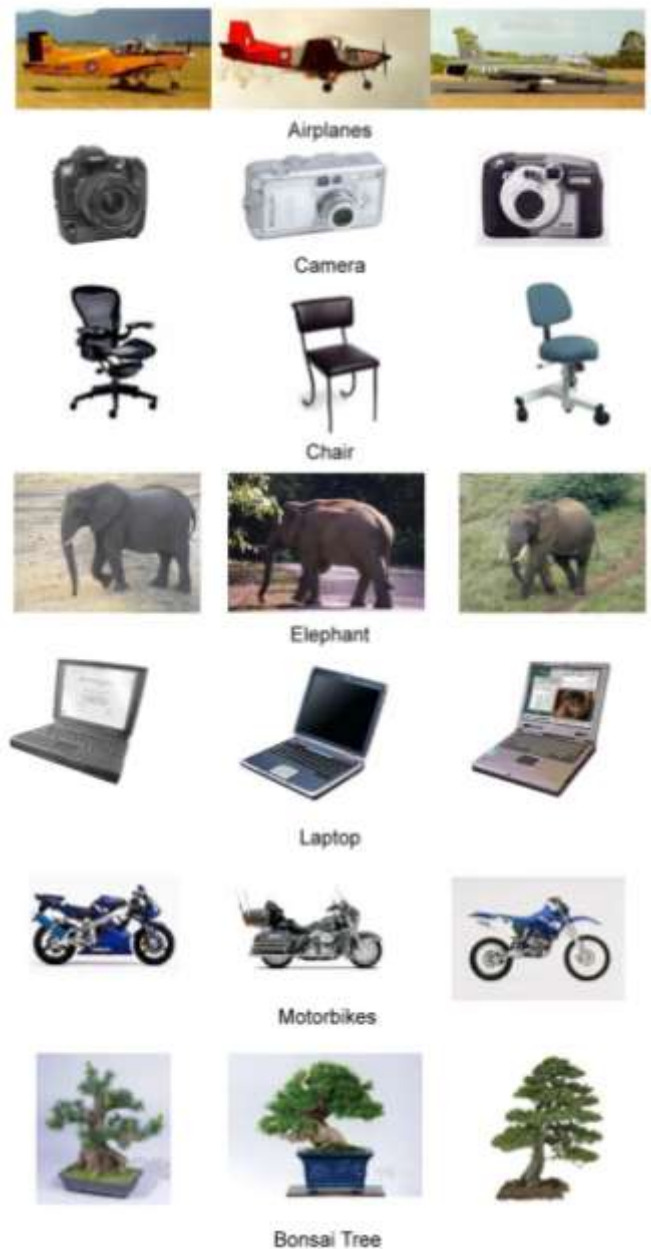 Airplanes
Camera
Chair
Elephant
Laptop
Motorbikes
Bonsai Tree